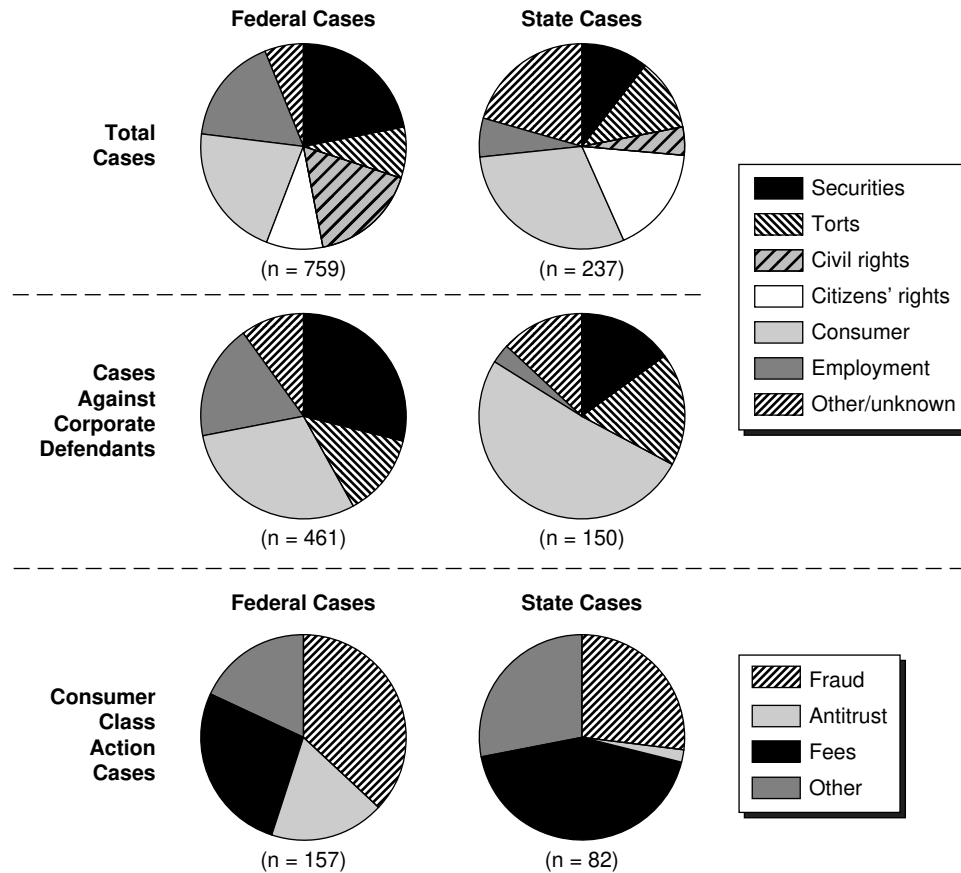 Federal Cases
State Cases
Total
Cases
(n = 759)
(n = 237)
Securities
Torts
Civil rights
Citizens’ rights
Consumer
Employment
Other/unknown
Cases
Against
Corporate
Defendants
(n = 461)
(n = 150)
Federal Cases
State Cases
Consumer
Class
Action
Cases
(n = 157)
(n = 82)
Fraud
Antitrust
Fees
Other